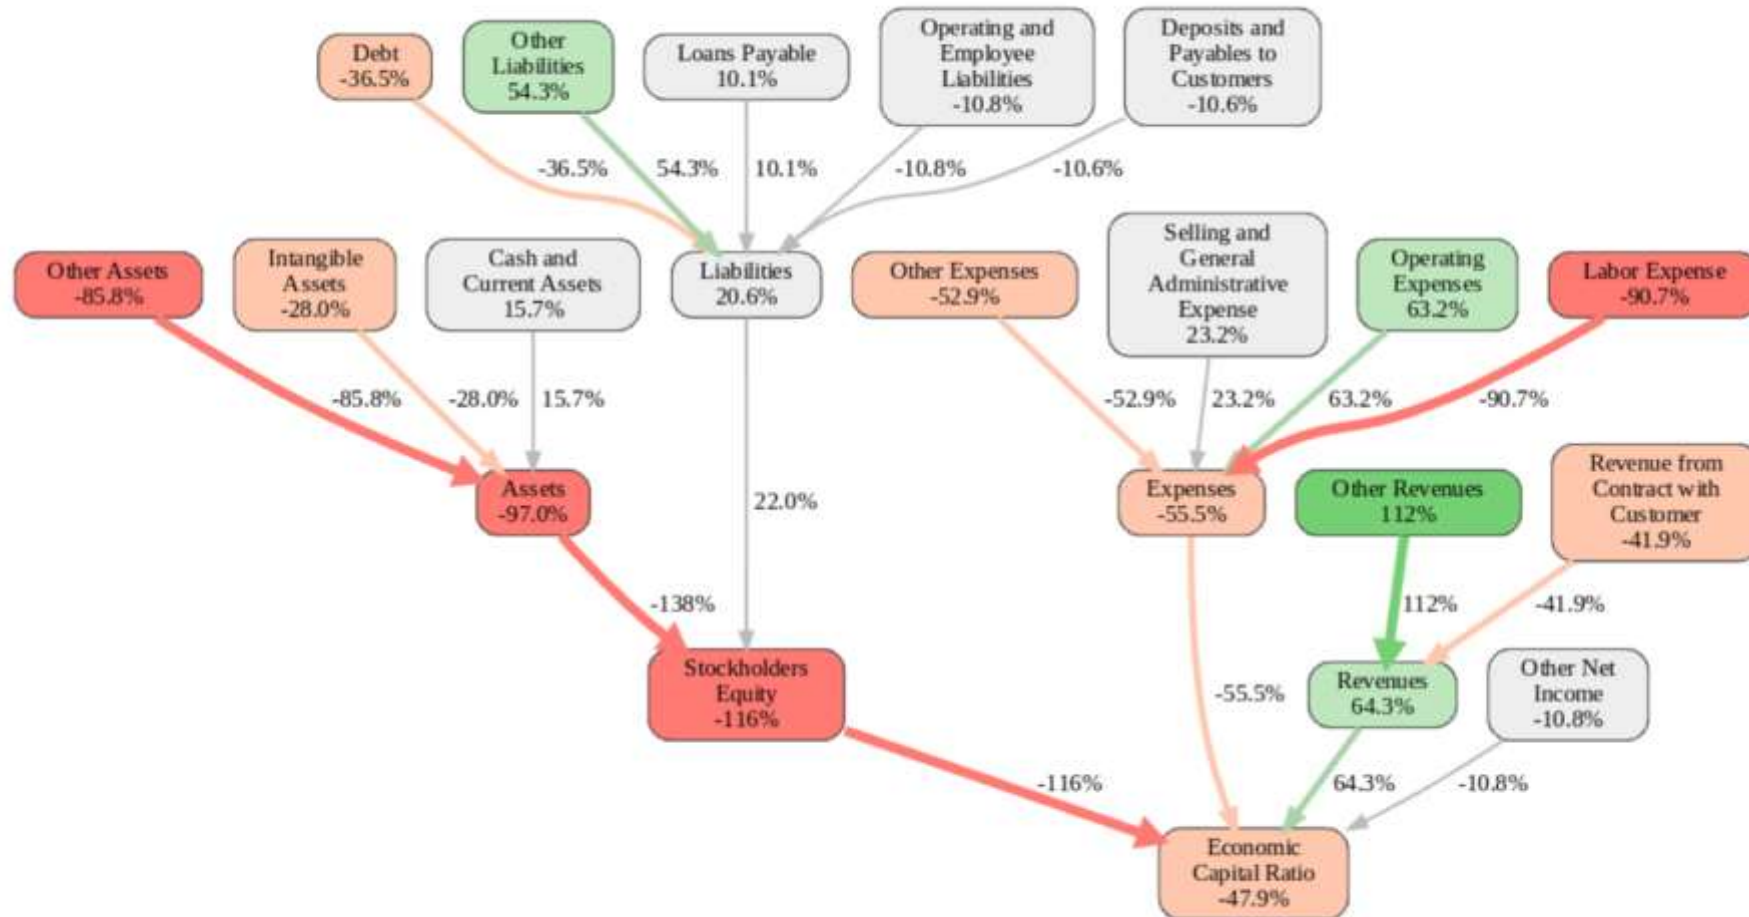 Debt
-36.5%
Other
Liabilities
54.3%
Loans Payable
10.1%
Operating and
Employee
Liabilities
-10.8%
Deposits and
Payables to
Customers
-10.6%
-36.5%
54.3%
10.1%
-10.8%
-10.6%
Other Assets
-85.8%
Intangible
Assets
-28.0%
Cash and
Current Assets
15.7%
Liabilities
20.6%
Other Expenses
-52.9%
Selling and
General
Administrative
Expense
23.2%
Operating
Expenses
63.2%
Labor Expense
-90.7%
-85.8%
-28.0%
15.7%
-52.9%
23.2%
63.2%
-90.7%
Assets
-97.0%
22.0%
Expenses
-55.5%
Other Revenues
112%
Revenue from
Contract with
Customer
-41.9%
-138%
112%
-41.9%
Stockholders
Equity
-116%
-55.5%
Revenues
64.3%
Other Net
Income
-10.8%
-116%
64.3%
-10.8%
Economic
Capital Ratio
-47.9%